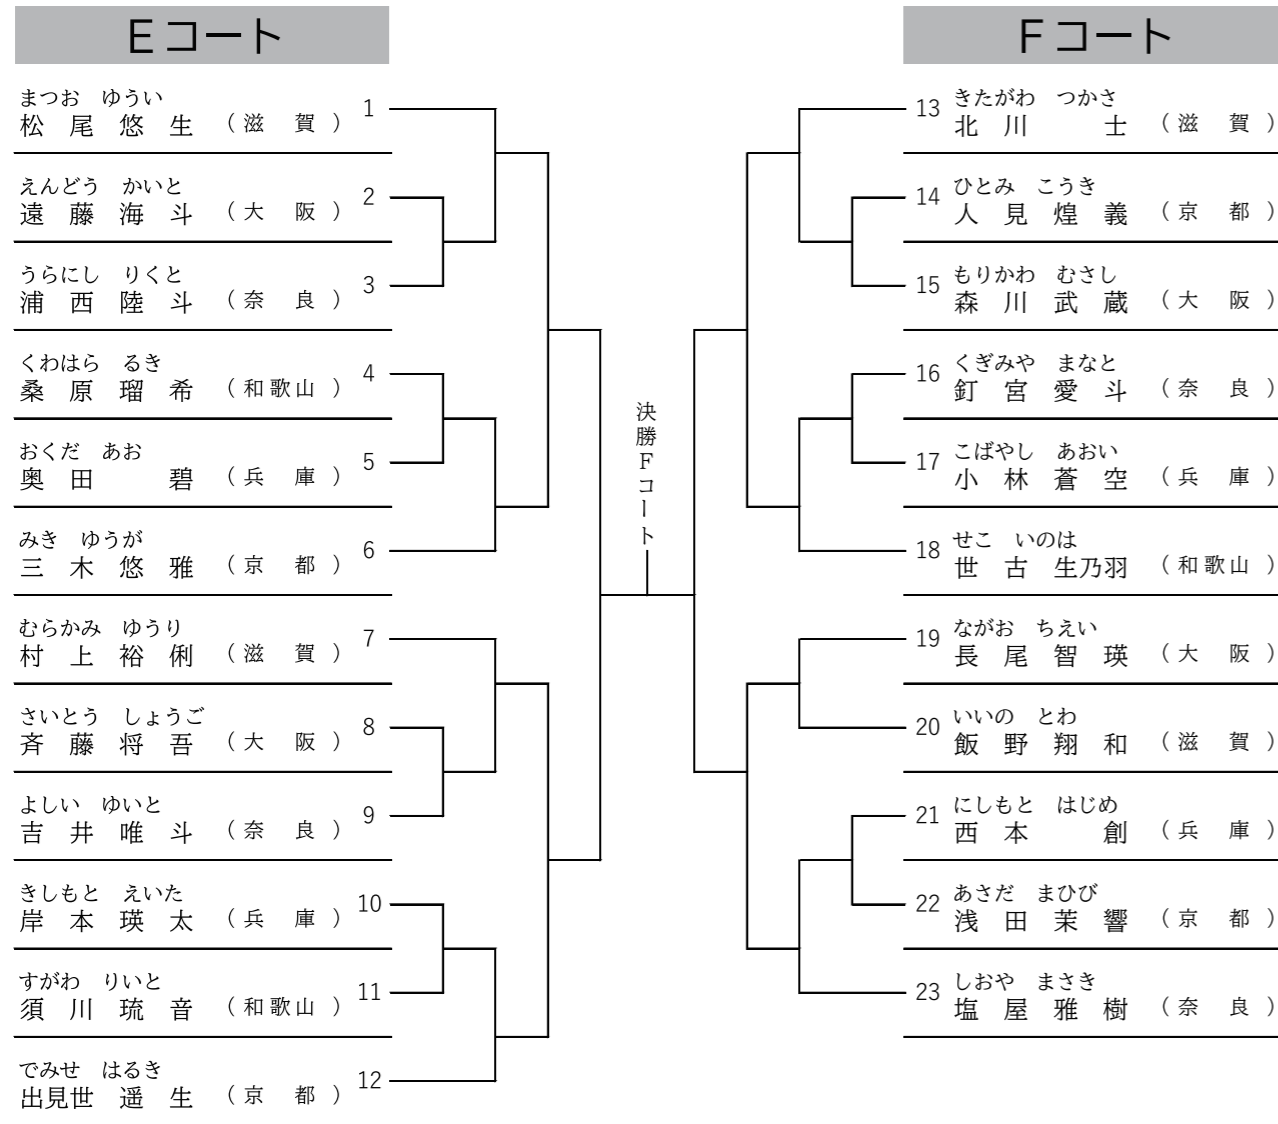 Eコート
まつお ゆうい
松尾悠生 (滋賀) 1
えんどう かいと
遠藤海斗 (大阪) 2
うらにし りくと
浦西陸斗 (奈良) 3
くわはら るき
桑原瑠希 (和歌山) 4
おくだ あお
奥田 碧 (兵庫) 5
みき ゆうが
三木悠雅 (京都) 6
むらかみ ゆうり
村上裕俐 (滋賀) 7
さいとう しょうご
斉藤将吾 (大阪) 8
よしい ゆいと
吉井唯斗 (奈良) 9
きしもと えいた
岸本瑛太 (兵庫) 10
すがわ りいと
須川琉音 (和歌山) 11
でみせ はるき
出見世遥生 (京都) 12
決勝Fコート
Fコート
きたがわ つかさ
13 北川 士 (滋賀)
ひとみ こうき
14 人見煌義 (京都)
もりかわ むさし
15 森川武蔵 (大阪)
くぎみや まなと
16 釘宮愛斗 (奈良)
こばやし あおい
17 小林蒼空 (兵庫)
せこ いのは
18 世古生乃羽 (和歌山)
ながお ちえい
19 長尾智瑛 (大阪)
いいの とわ
20 飯野翔和 (滋賀)
にしもと はじめ
21 西本 創 (兵庫)
あさだ まひび
22 浅田茉響 (京都)
しおや まさき
23 塩屋雅樹 (奈良)